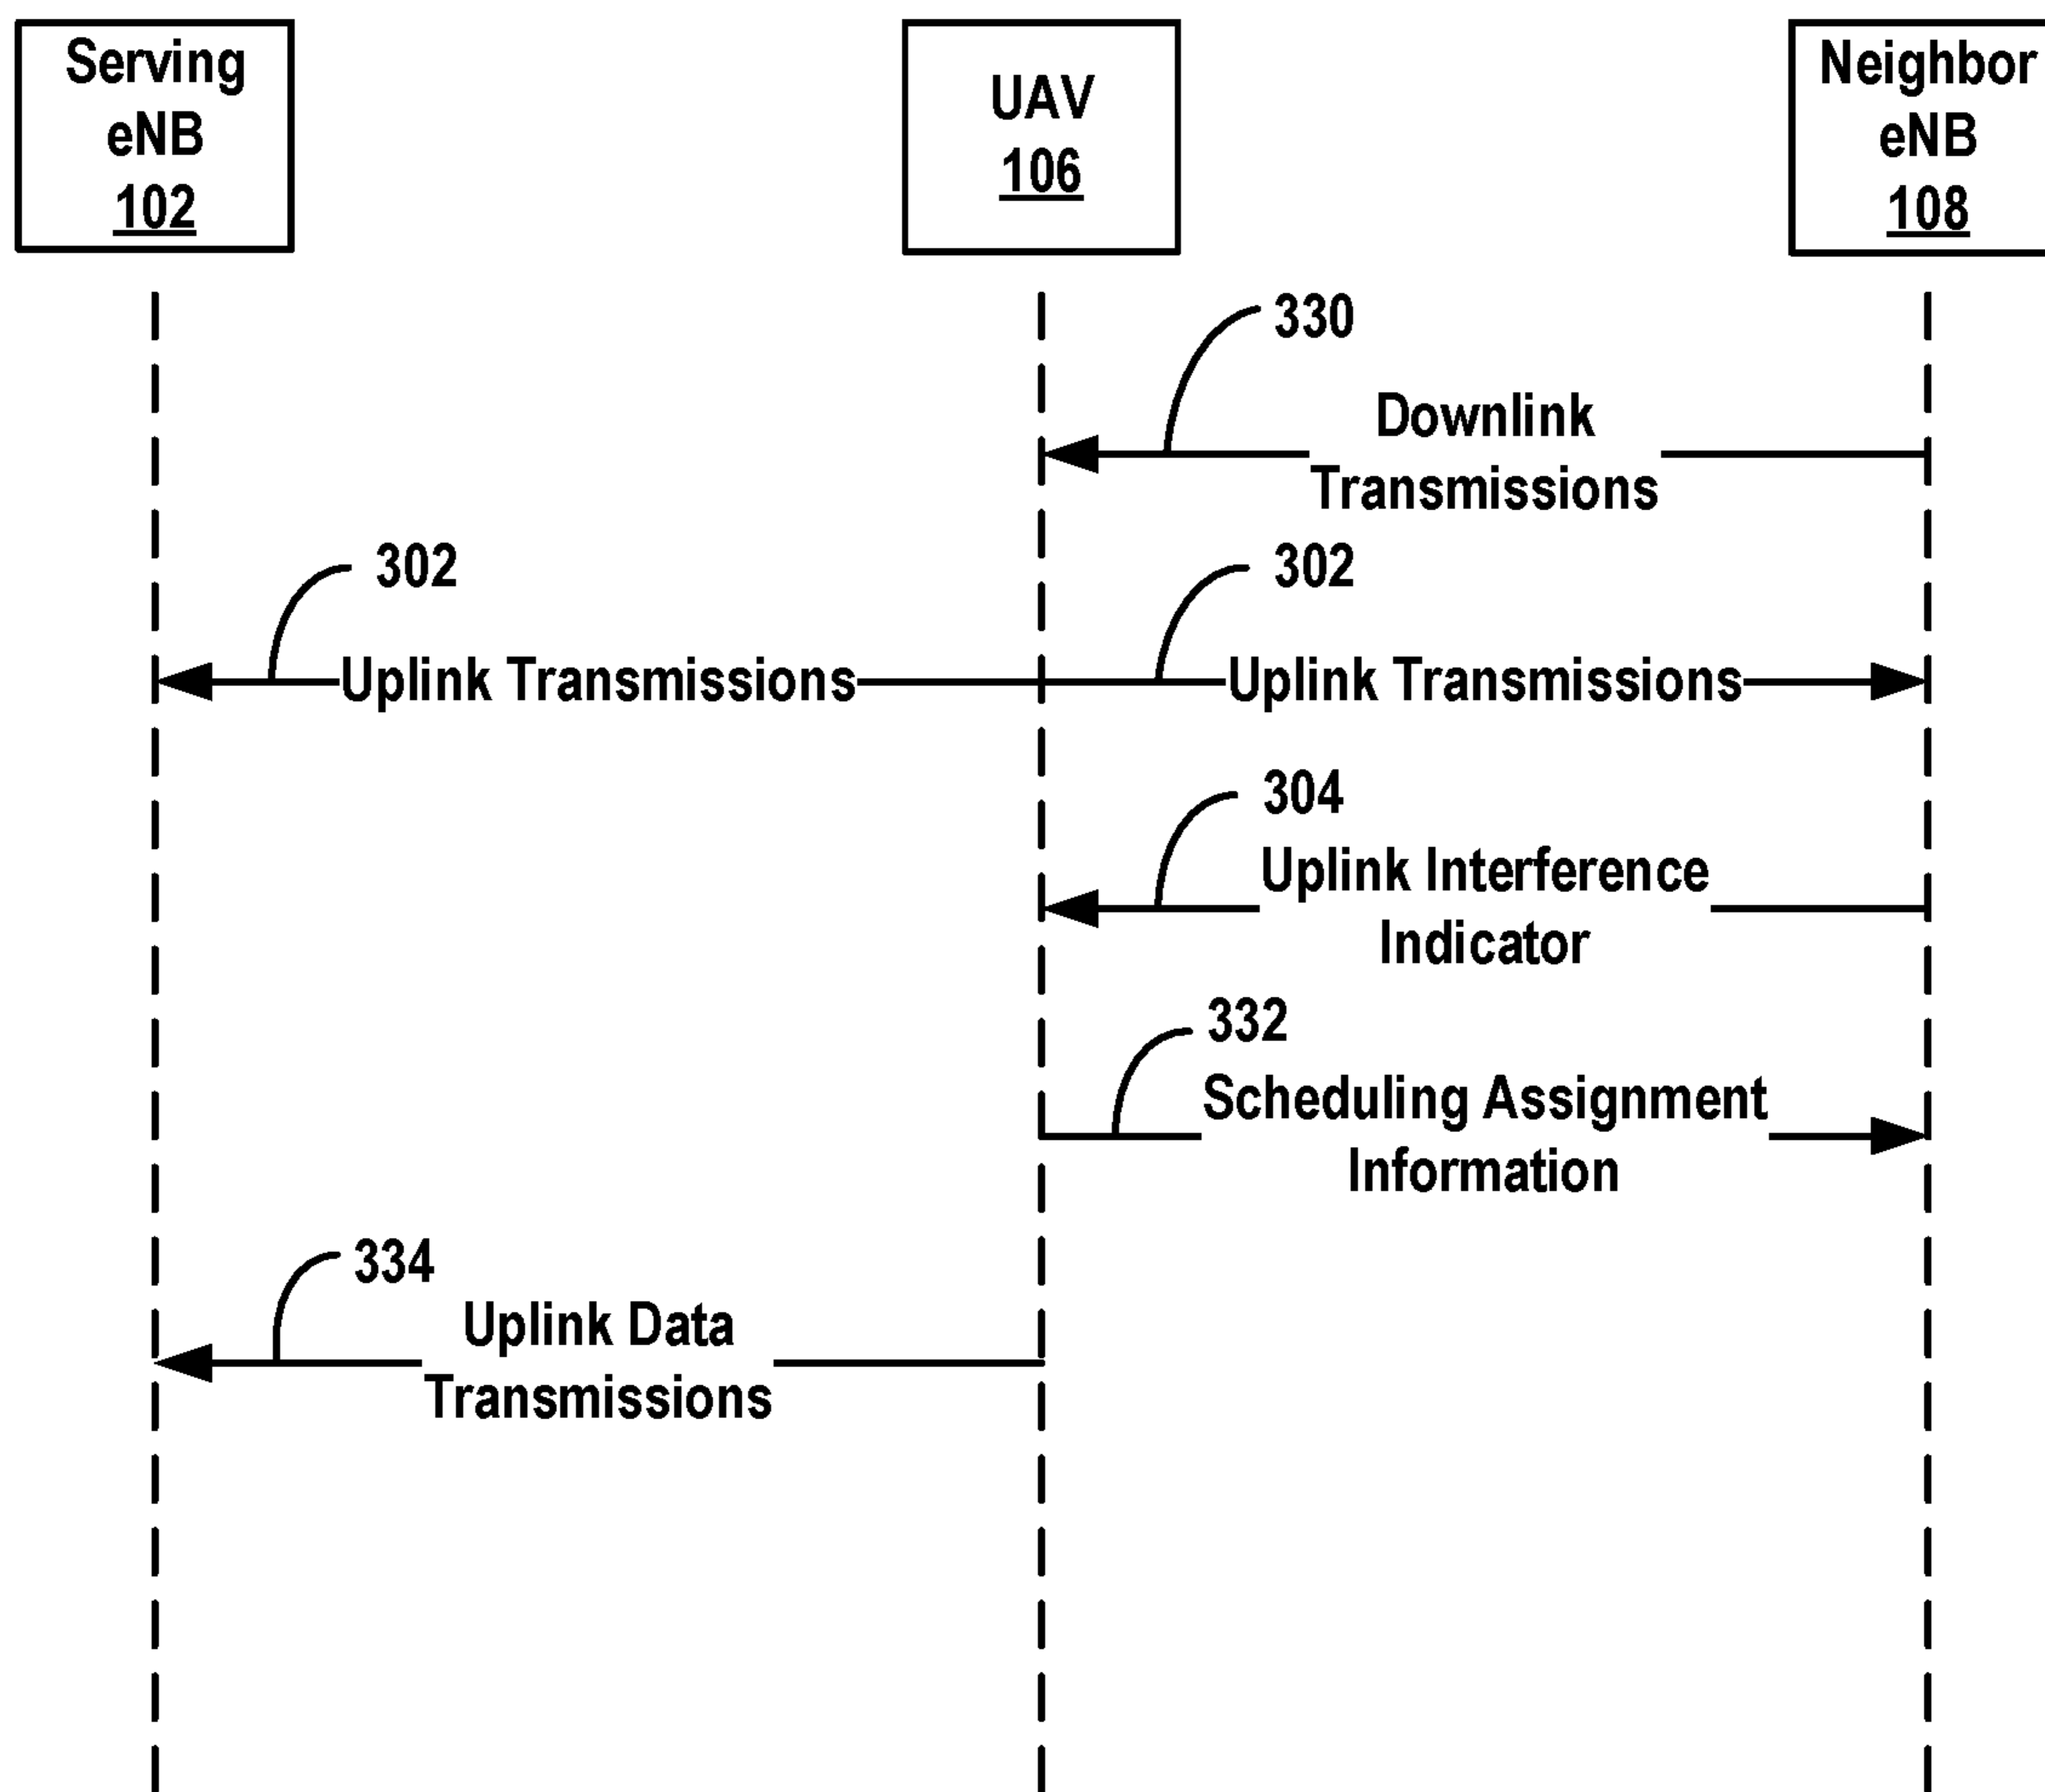 Serving
eNB
102
UAV
106
Neighbor
eNB
108
330
Downlink
Transmissions
302
302
Uplink Transmissions
Uplink Transmissions
304
Uplink Interference
Indicator
332
Scheduling Assignment
Information
334
Uplink Data
Transmissions